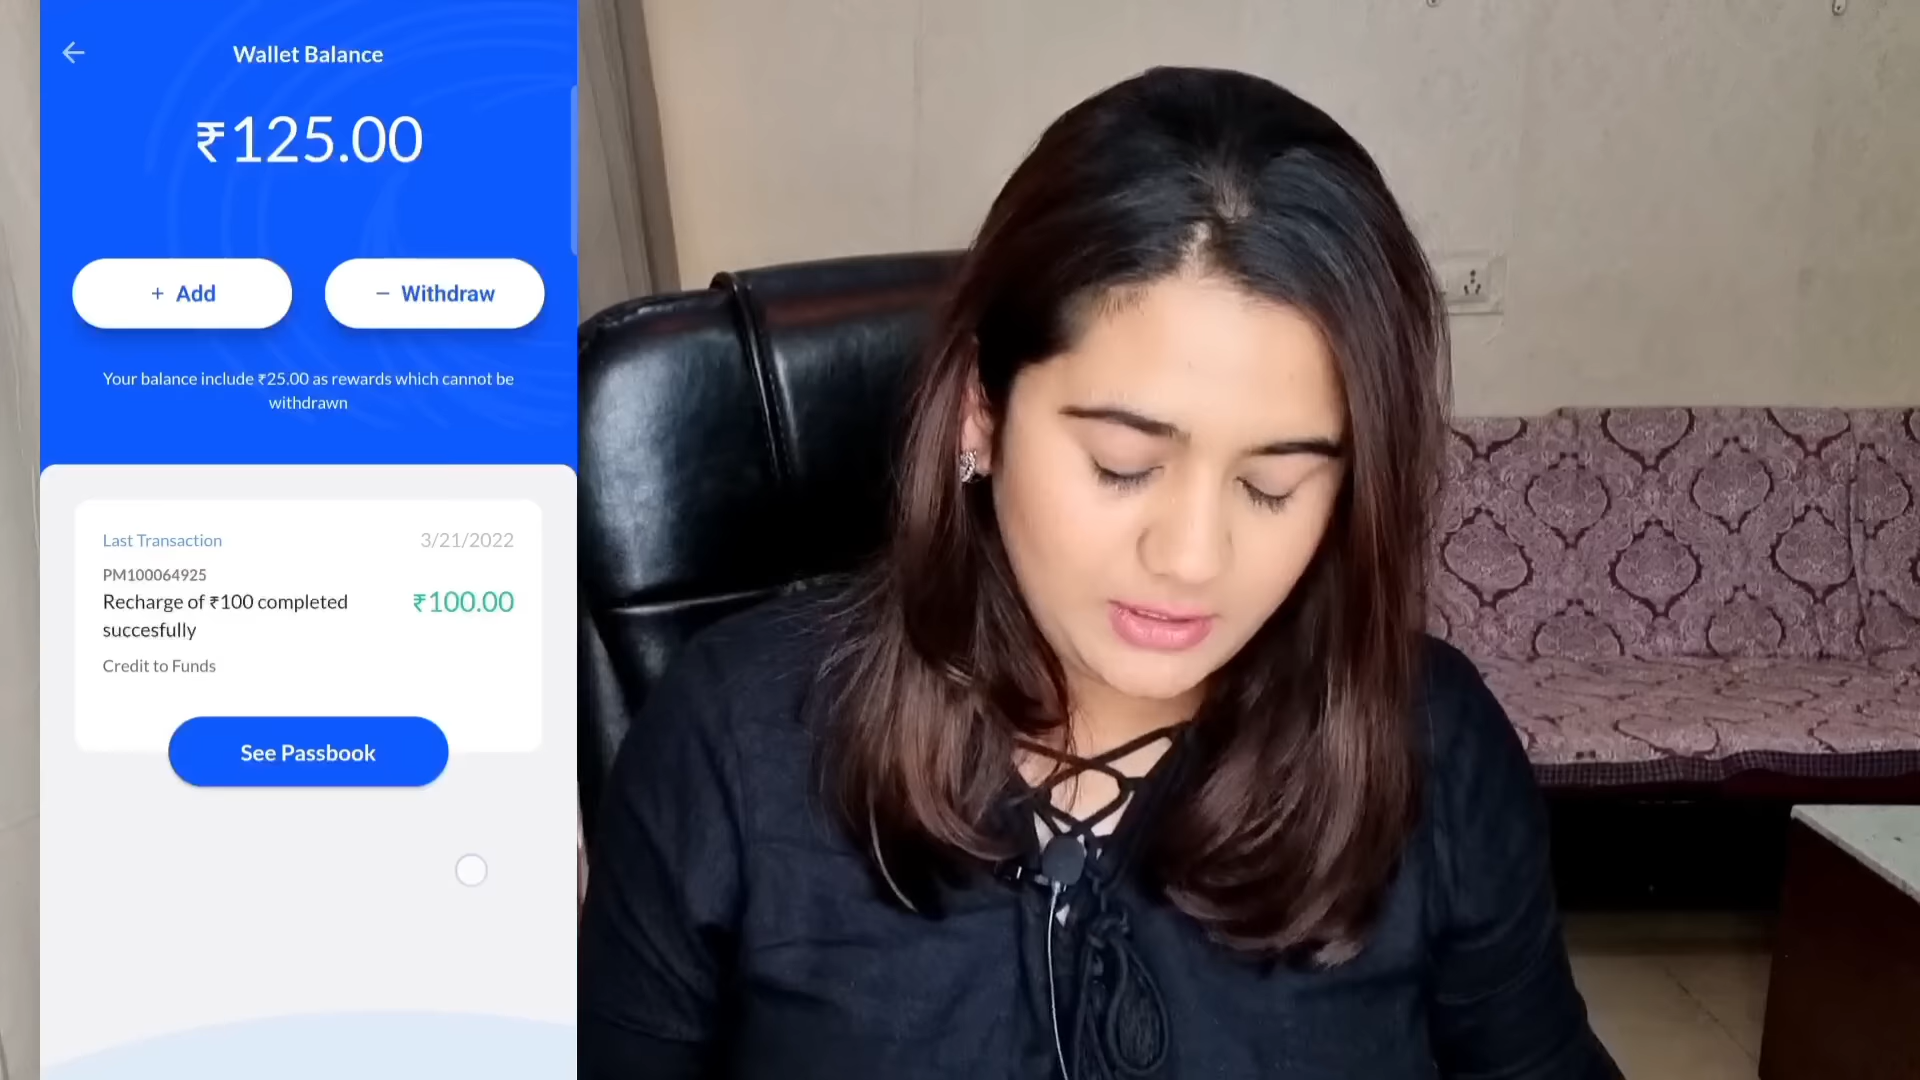 Wallet Balance
₹125.00
+ Add
− Withdraw
Your balance include ₹25.00 as rewards which cannot be
withdrawn
Last Transaction
3/21/2022
PM100064925
Recharge of ₹100 completed
succesfully
₹100.00
Credit to Funds
See Passbook